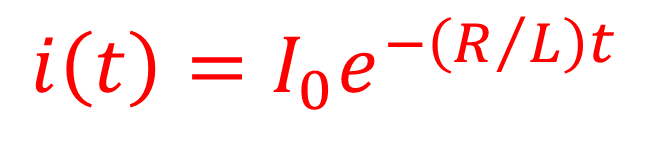 i(t) = I₀e^{-(R/L)t}